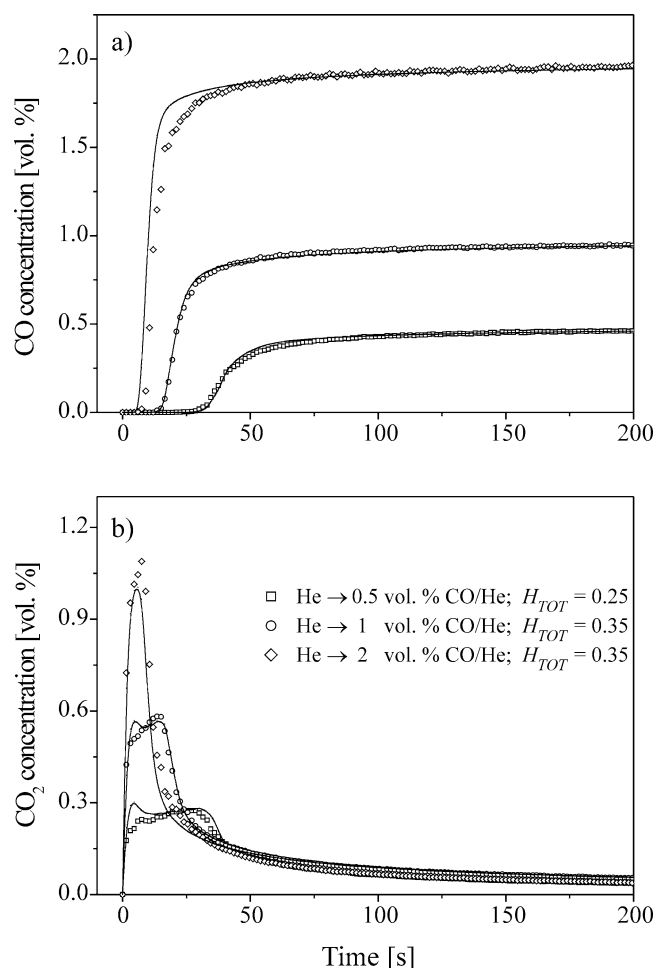 a)
2.0
1.5
1.0
0.5
0.0
CO concentration [vol. %]
0 50 100 150 200
b)
1.2
0.9
0.6
0.3
0.0
CO₂ concentration [vol. %]
He → 0.5 vol. % CO/He; H_TOT = 0.25
He → 1 vol. % CO/He; H_TOT = 0.35
He → 2 vol. % CO/He; H_TOT = 0.35
0 50 100 150 200
Time [s]